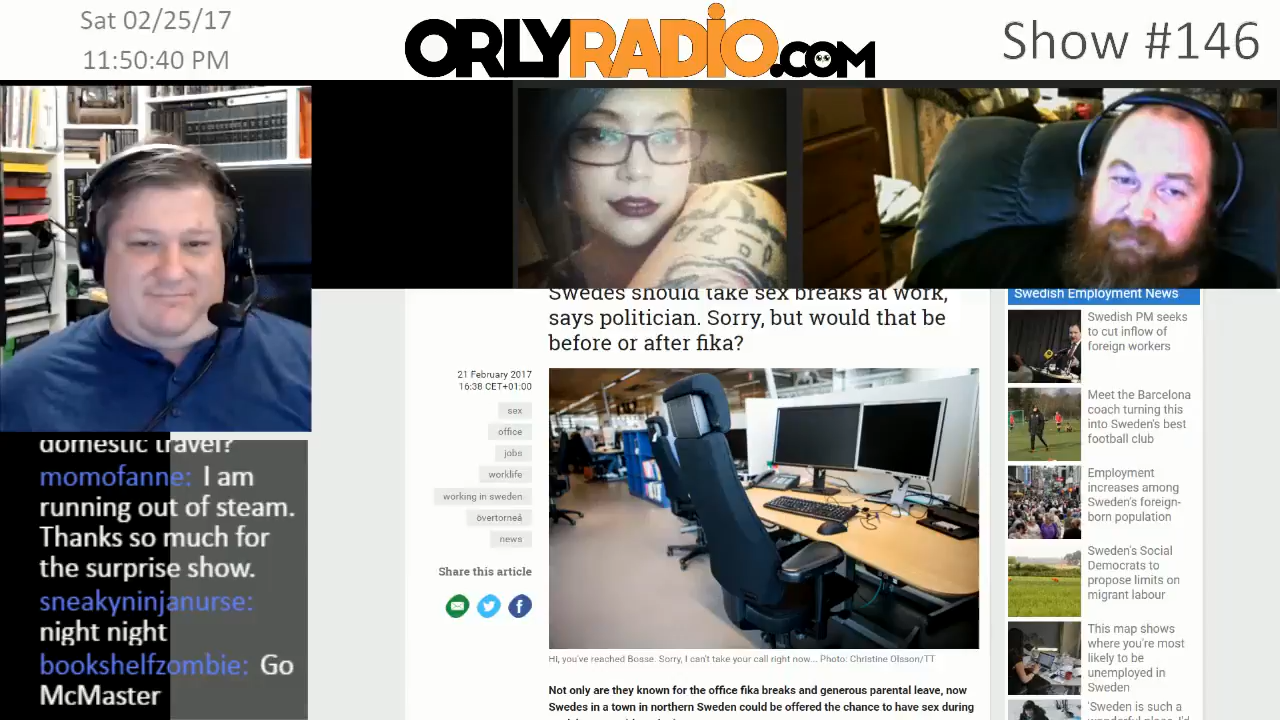 Sat 02/25/17
11:50:40 PM
ORLYRADiO.COM
Show #146
Swedes should take sex breaks at work,
says politician. Sorry, but would that be
before or after fika?
21 February 2017
16:38 CET+01:00
sex
office
jobs
worklife
working in sweden
övertorneå
news
Share this article
HI, you've reached Bosse. Sorry, I can't take your call right now... Photo: Christine Olsson/TT
Not only are they known for the office fika breaks and generous parental leave, now
Swedes in a town in northern Sweden could be offered the chance to have sex during
Swedish Employment News
Swedish PM seeks
to cut inflow of
foreign workers
Meet the Barcelona
coach turning this
into Sweden's best
football club
Employment
increases among
Sweden's foreign-
born population
Sweden's Social
Democrats to
propose limits on
migrant labour
This map shows
where you're most
likely to be
unemployed in
Sweden
'Sweden is such a
domestic travel?
momofanne: I am
running out of steam.
Thanks so much for
the surprise show.
sneakyninjanurse:
night night
bookshelfzombie: Go
McMaster